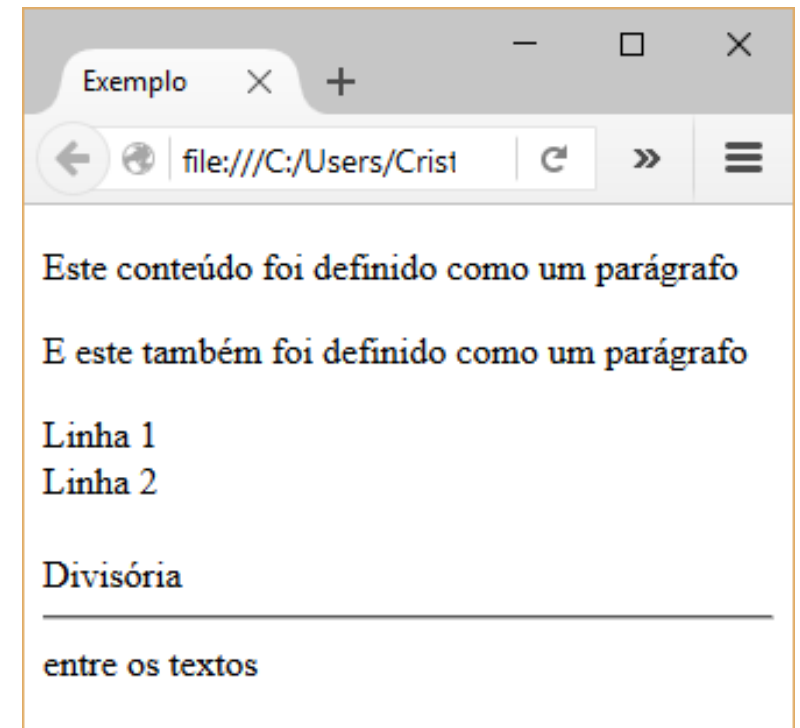 Exemplo
file:///C:/Users/Crist
Este conteúdo foi definido como um parágrafo
E este também foi definido como um parágrafo
Linha 1
Linha 2
Divisória
entre os textos